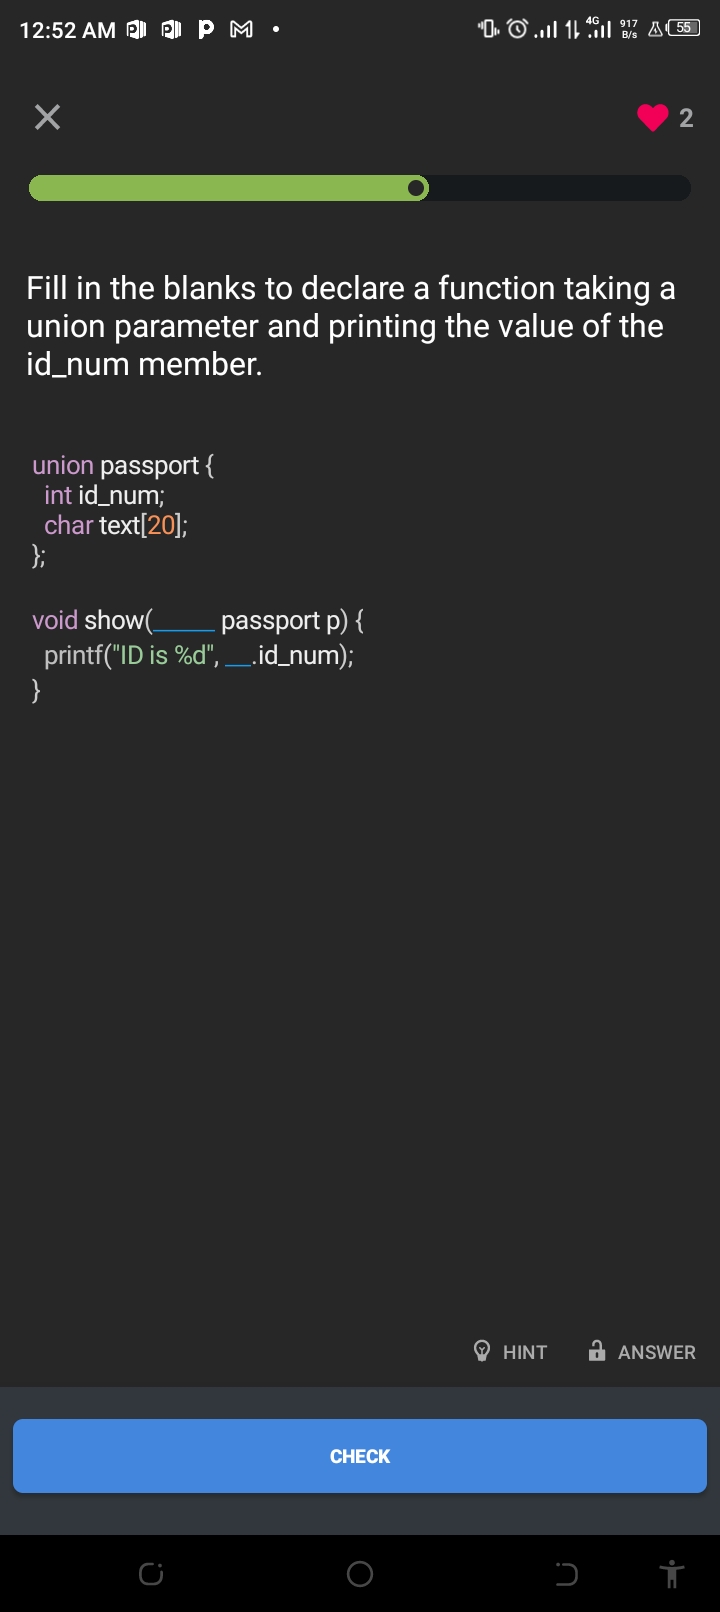 12:52 AM
4G
917
B/s
55
2
Fill in the blanks to declare a function taking a
union parameter and printing the value of the
id_num member.
union passport {
int id_num;
char text[20];
};
void show(_____ passport p) {
printf("ID is %d", __.id_num);
}
HINT
ANSWER
CHECK